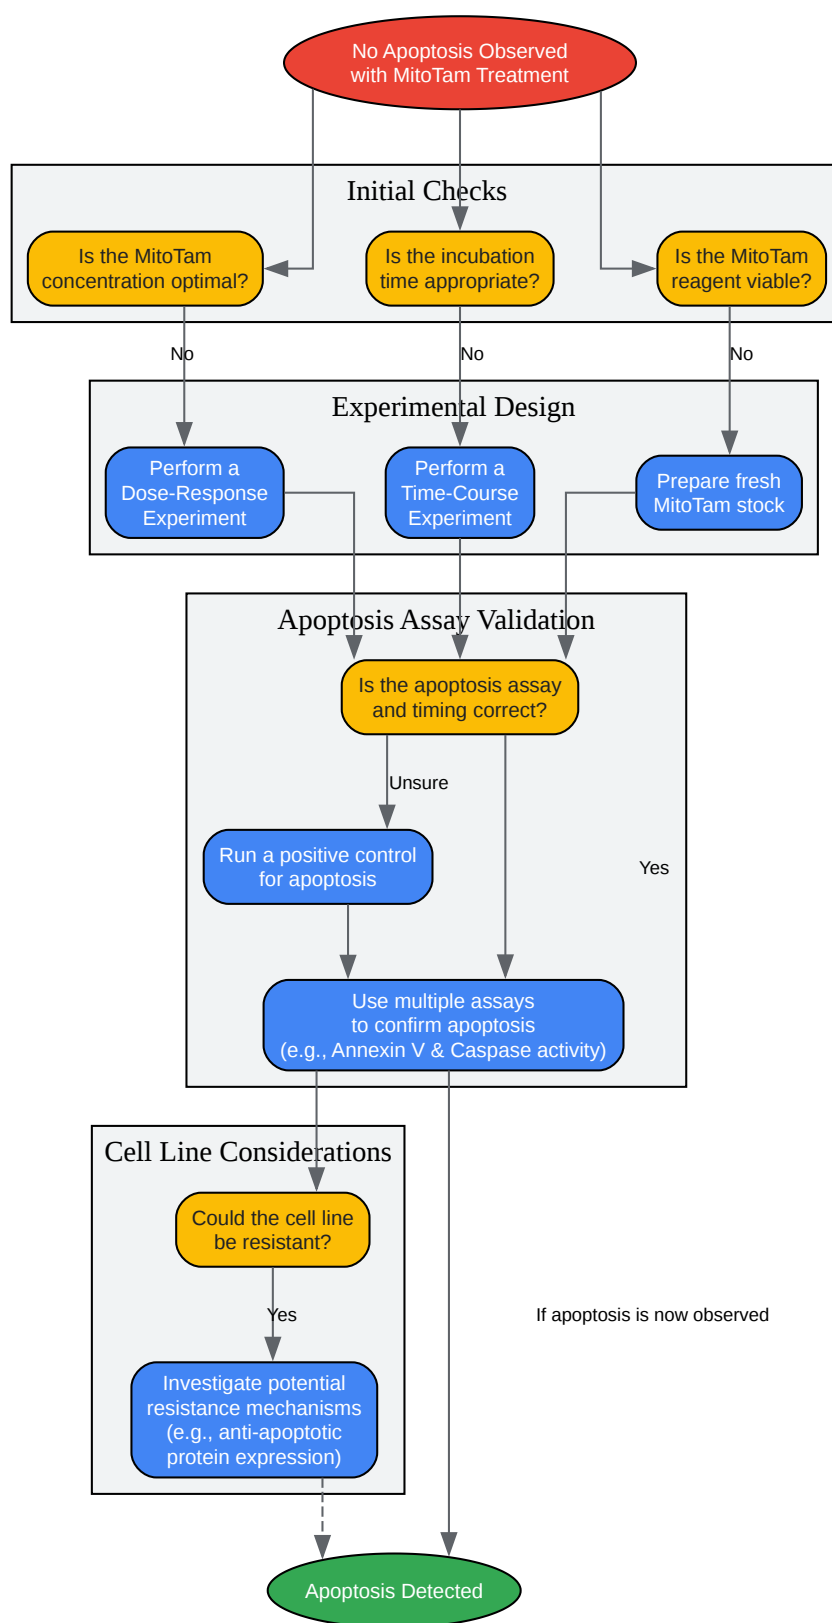 No Apoptosis Observed
with MitoTam Treatment
Initial Checks
Is the MitoTam
concentration optimal?
Is the incubation
time appropriate?
Is the MitoTam
reagent viable?
No
No
No
Experimental Design
Perform a
Dose-Response
Experiment
Perform a
Time-Course
Experiment
Prepare fresh
MitoTam stock
Apoptosis Assay Validation
Is the apoptosis assay
and timing correct?
Unsure
Run a positive control
for apoptosis
Yes
Use multiple assays
to confirm apoptosis
(e.g., Annexin V & Caspase activity)
Cell Line Considerations
Could the cell line
be resistant?
Yes
If apoptosis is now observed
Investigate potential
resistance mechanisms
(e.g., anti-apoptotic
protein expression)
Apoptosis Detected